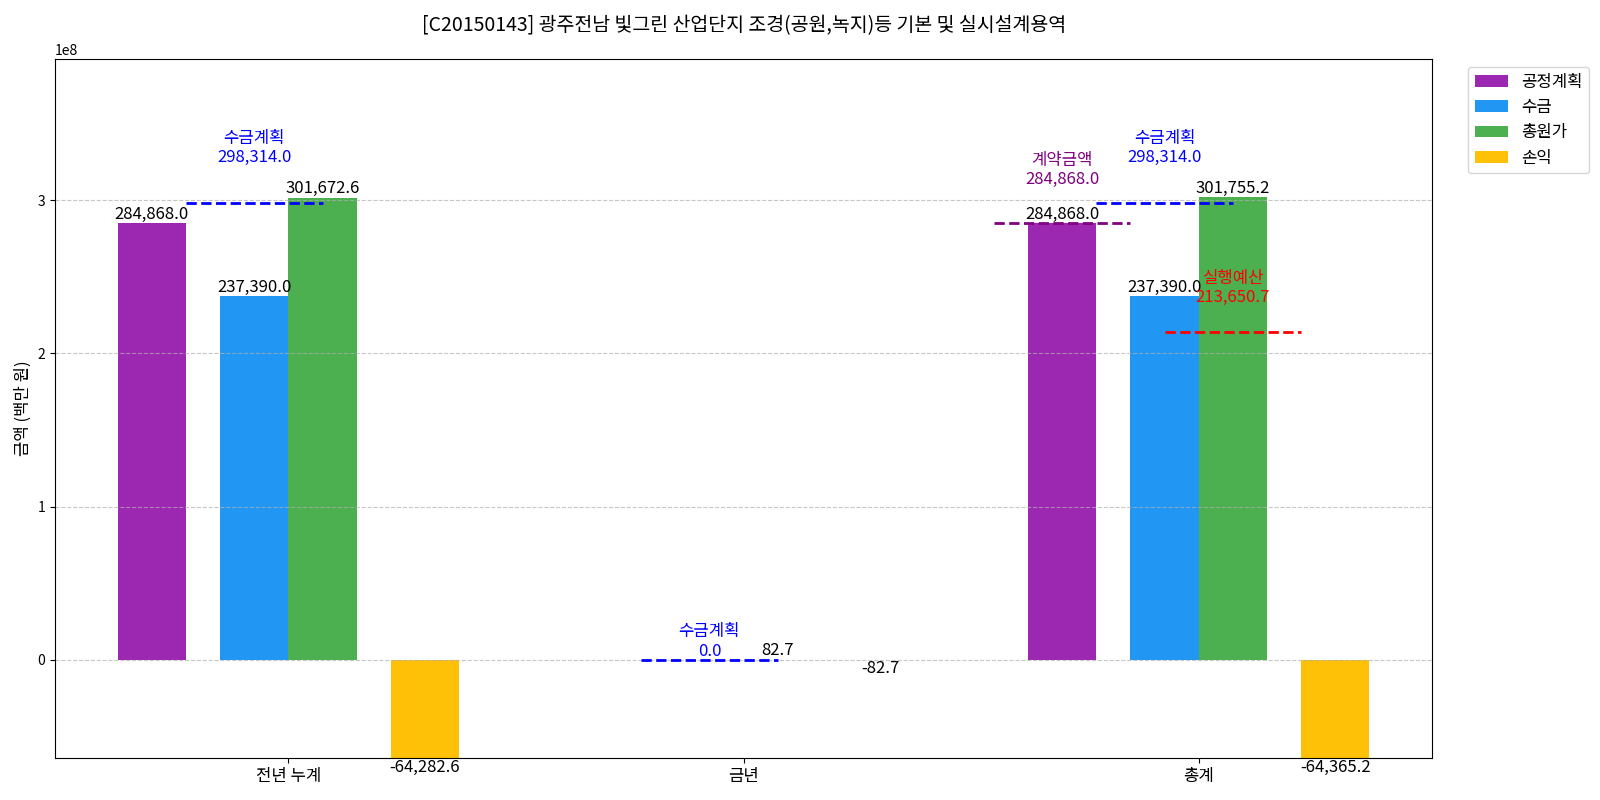 [C20150143] 광주전남 빛그린 산업단지 조경(공원,녹지)등 기본 및 실시설계용역
1e8
공정계획
수금
총원가
손익
금액 (백만 원)
3
2
1
0
수금계획
298,314.0
284,868.0
301,672.6
237,390.0
-64,282.6
수금계획
0.0
82.7
-82.7
계약금액
284,868.0
284,868.0
수금계획
298,314.0
301,755.2
237,390.0
실행예산
213,650.7
-64,365.2
전년 누계
금년
총계